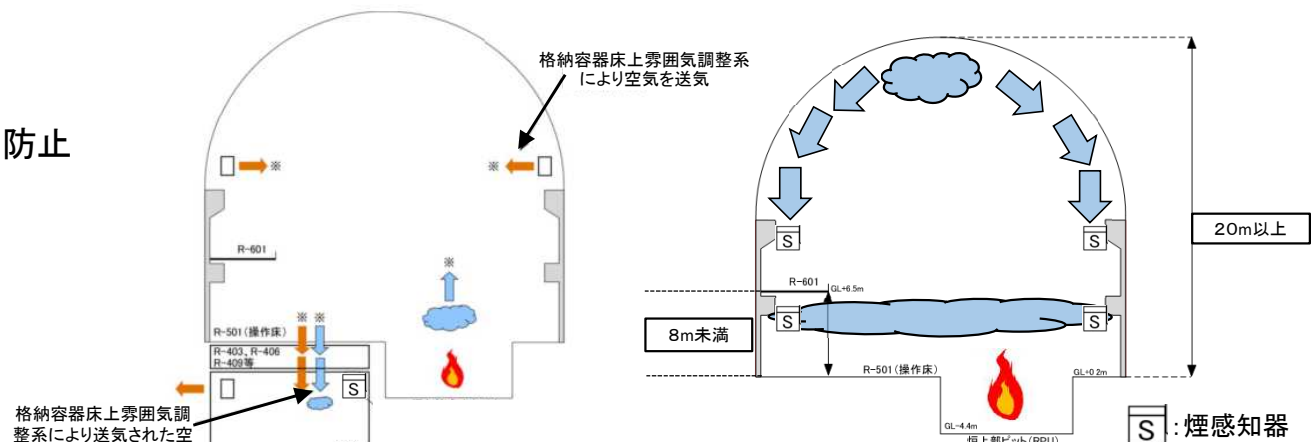 防止
格納容器床上雰囲気調整系
により空気を送気
※
※
R-601
※
※ ※
R-501(操作床)
R-403、R-406
R-409等
S
格納容器床上雰囲気調
整系により送気された空
S
S
20m以上
R-601
GL+6.5m
S
S
8m未満
R-501(操作床)
GL+0.2m
GL-4.4m
S
:煙感知器